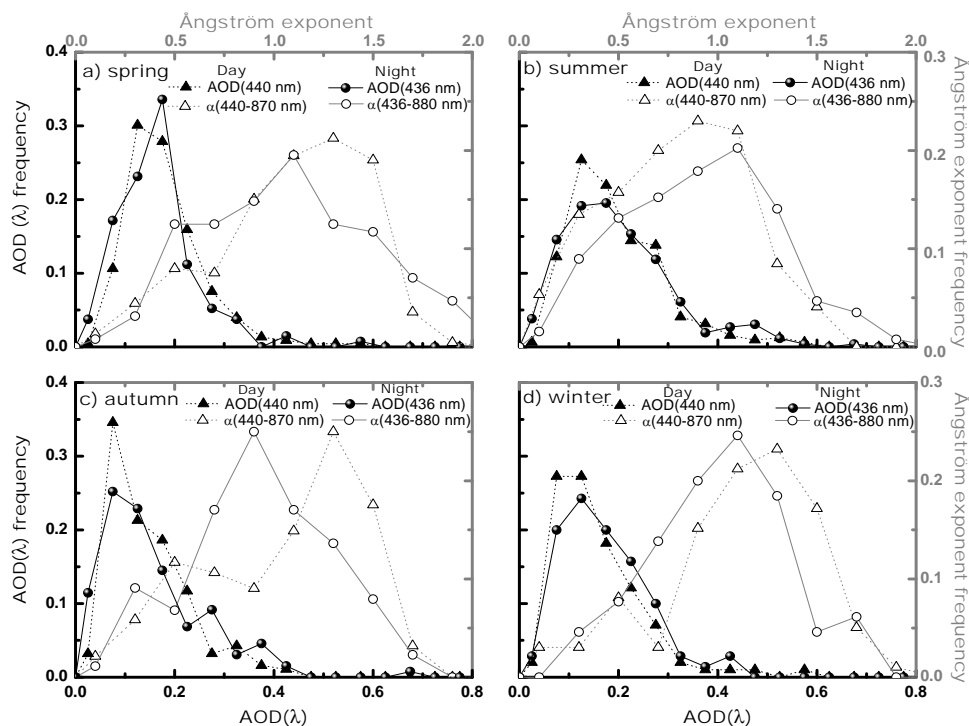 Ångström exponent
Ångström exponent
0.0 0.5 1.0 1.5 2.0
0.0 0.5 1.0 1.5 2.0
a) spring
Day Night
AOD(440 nm) AOD(436 nm)
α(440-870 nm) α(436-880 nm)
b) summer
Day Night
AOD(440 nm) AOD(436 nm)
α(440-870 nm) α(436-880 nm)
0.4
0.3
0.2
0.1
0.0
AOD (λ) frequency
0.3
0.2
0.1
0.0
Ångström exponent frequency
c) autumn
Day Night
AOD(440 nm) AOD(436 nm)
α(440-870 nm) α(436-880 nm)
d) winter
Day Night
AOD(440 nm) AOD(436 nm)
α(440-870 nm) α(436-880 nm)
0.4
0.3
0.2
0.1
0.0
AOD(λ) frequency
0.3
0.2
0.1
0.0
Ångström exponent frequency
0.0 0.2 0.4 0.6 0.8
0.0 0.2 0.4 0.6 0.8
AOD(λ)
AOD(λ)